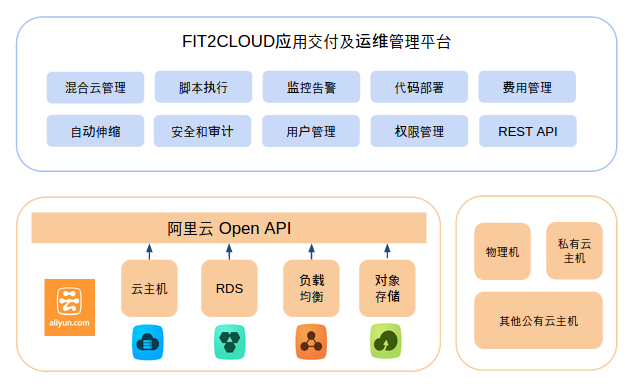 FIT2CLOUD应用交付及运维管理平台
混合云管理
脚本执行
监控告警
代码部署
费用管理
自动伸缩
安全和审计
用户管理
权限管理
REST API
阿里云 Open API
云主机
RDS
负载
均衡
对象
存储
aliyun.com
物理机
私有云
主机
其他公有云主机